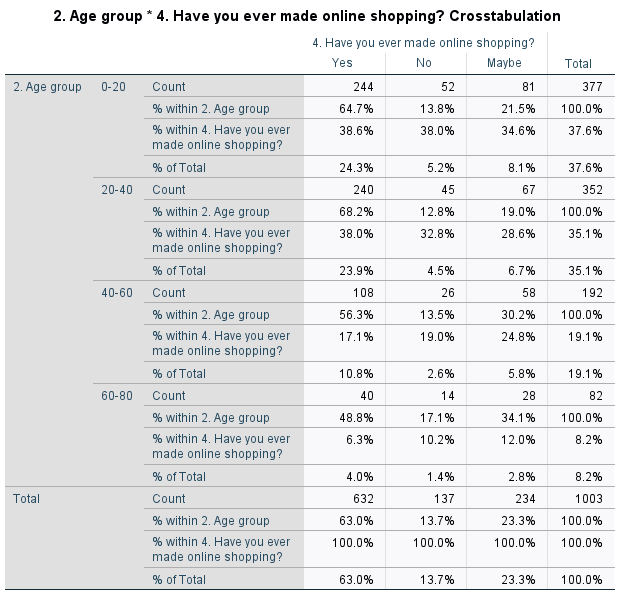 2. Age group * 4. Have you ever made online shopping? Crosstabulation
4. Have you ever made online shopping?
Yes No Maybe Total
2. Age group 0-20 Count 244 52 81 377
% within 2. Age group 64.7% 13.8% 21.5% 100.0%
% within 4. Have you ever 38.6% 38.0% 34.6% 37.6%
made online shopping?
% of Total 24.3% 5.2% 8.1% 37.6%
20-40 Count 240 45 67 352
% within 2. Age group 68.2% 12.8% 19.0% 100.0%
% within 4. Have you ever 38.0% 32.8% 28.6% 35.1%
made online shopping?
% of Total 23.9% 4.5% 6.7% 35.1%
40-60 Count 108 26 58 192
% within 2. Age group 56.3% 13.5% 30.2% 100.0%
% within 4. Have you ever 17.1% 19.0% 24.8% 19.1%
made online shopping?
% of Total 10.8% 2.6% 5.8% 19.1%
60-80 Count 40 14 28 82
% within 2. Age group 48.8% 17.1% 34.1% 100.0%
% within 4. Have you ever 6.3% 10.2% 12.0% 8.2%
made online shopping?
% of Total 4.0% 1.4% 2.8% 8.2%
Total Count 632 137 234 1003
% within 2. Age group 63.0% 13.7% 23.3% 100.0%
% within 4. Have you ever 100.0% 100.0% 100.0% 100.0%
made online shopping?
% of Total 63.0% 13.7% 23.3% 100.0%